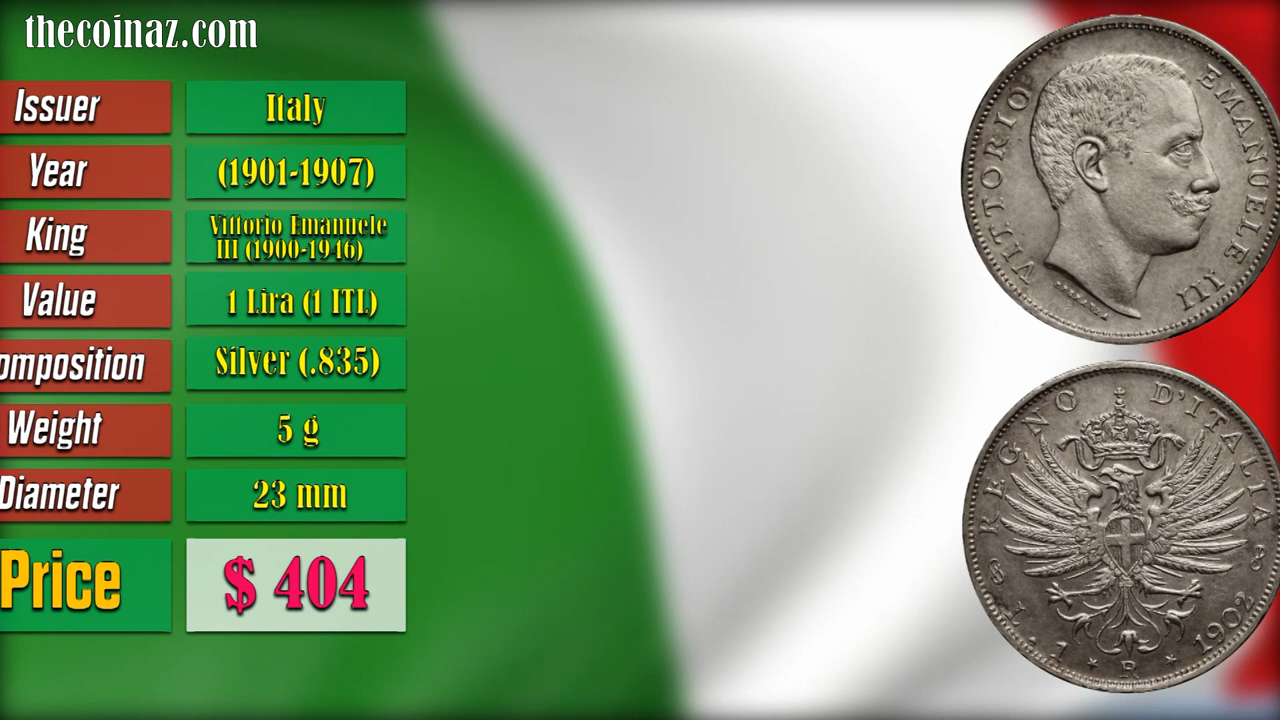 thecoinaz.com
Issuer
Italy
Year
(1901-1907)
King
Vittorio Emanuele
III (1900-1946)
Value
1 Lira (1 ITL)
omposition
Silver (.835)
Weight
5 g
Diameter
23 mm
Price
$ 404
VITTORIO EMANUELE III
REGNO D'ITALIA
L 1 * R * 1902